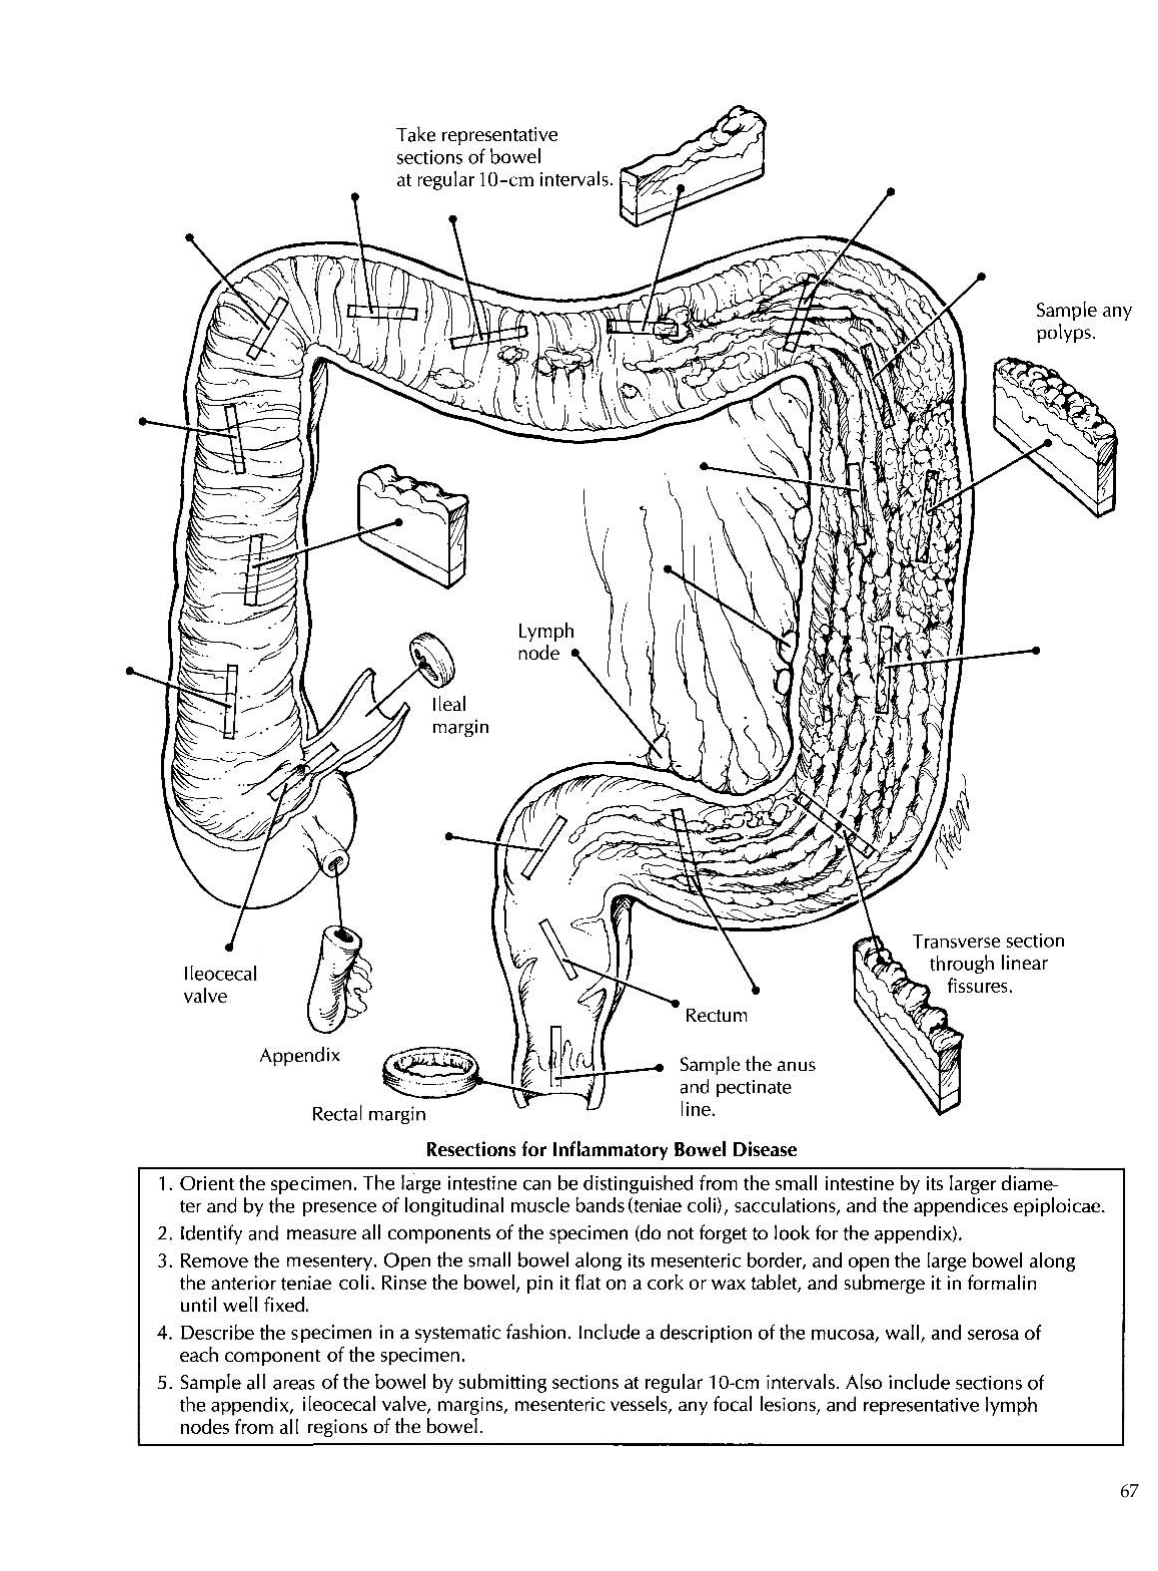 Take representative
sections of bowel
at regular 10-cm intervals.
Sample any
polyps.
Lymph
node
Ileal
margin
Ileocecal
valve
Appendix
Rectal margin
Rectum
Sample the anus
and pectinate
line.
Transverse section
through linear
fissures.
Resections for Inflammatory Bowel Disease
1. Orient the specimen. The large intestine can be distinguished from the small intestine by its larger diame-
ter and by the presence of longitudinal muscle bands (teniae coli), sacculations, and the appendices epiploicae.
2. Identify and measure all components of the specimen (do not forget to look for the appendix).
3. Remove the mesentery. Open the small bowel along its mesenteric border, and open the large bowel along
the anterior teniae coli. Rinse the bowel, pin it flat on a cork or wax tablet, and submerge it in formalin
until well fixed.
4. Describe the specimen in a systematic fashion. Include a description of the mucosa, wall, and serosa of
each component of the specimen.
5. Sample all areas of the bowel by submitting sections at regular 10-cm intervals. Also include sections of
the appendix, ileocecal valve, margins, mesenteric vessels, any focal lesions, and representative lymph
nodes from all regions of the bowel.
67